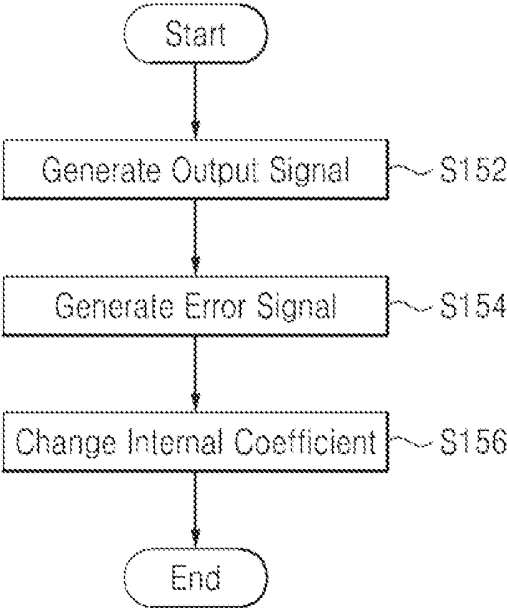 Start
Generate Output Signal S152
Generate Error Signal S154
Change Internal Coefficient S156
End